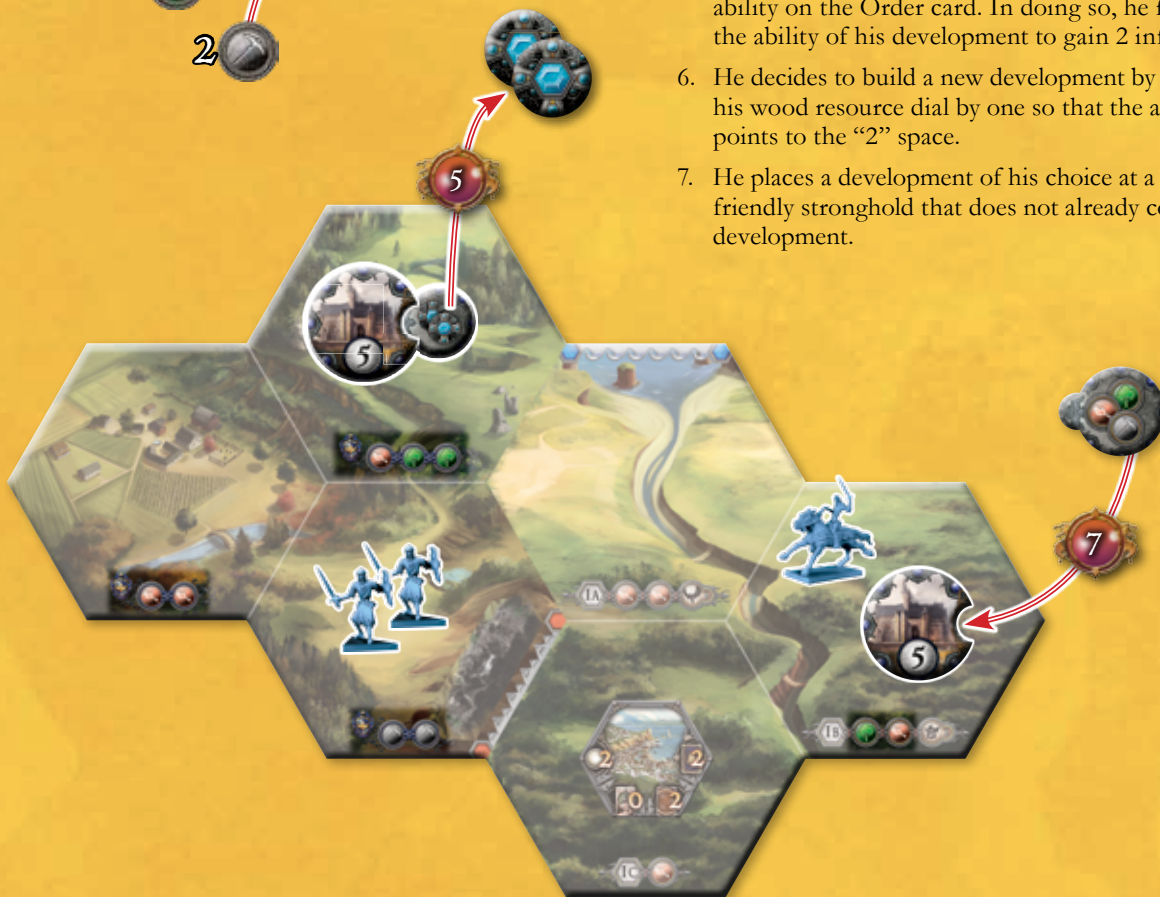 ability on the Order card. In doing so, he
the ability of his development to gain 2
6. He decides to build a new development by
his wood resource dial by one so that the
points to the “2” space.
7. He places a development of his choice at a
friendly stronghold that does not already
development.
2
5
5
7
IA
5
IB
2
2
0
2
IC